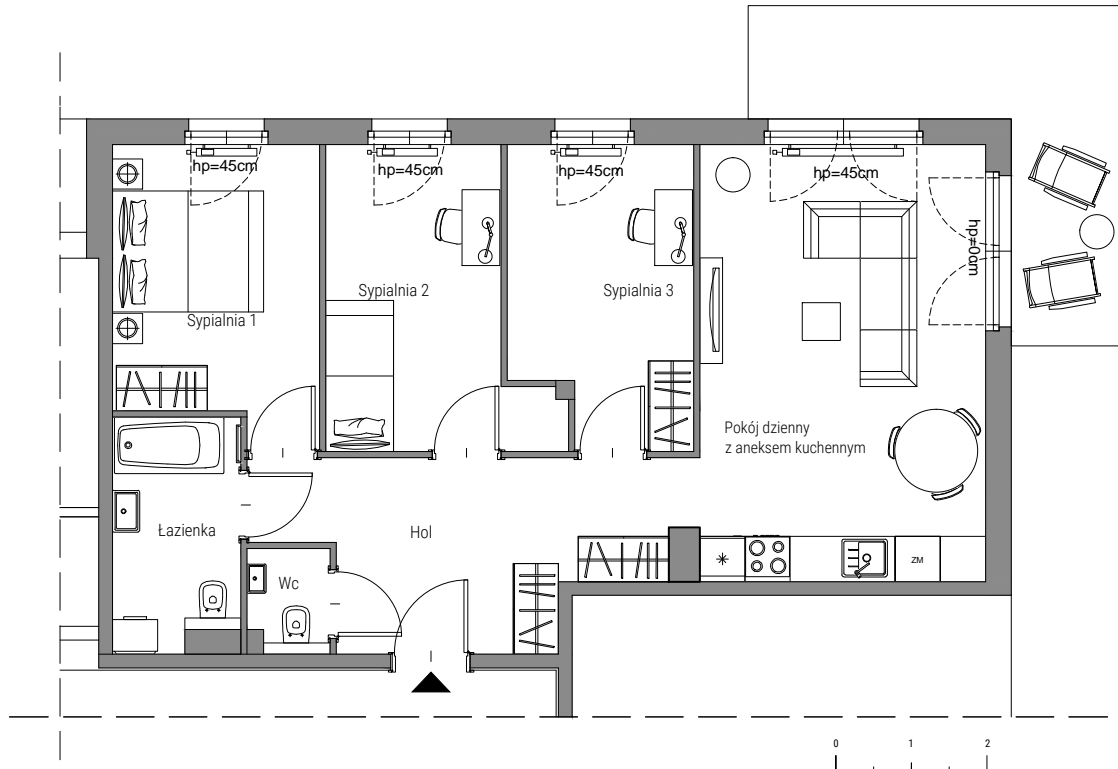 hp=45cm
hp=45cm
hp=45cm
hp=45cm
hp=0cm
Sypialnia 1
Sypialnia 2
Sypialnia 3
Pokój dzienny
z aneksem kuchennym
Łazienka
Hol
Wc
ZM
0 1 2